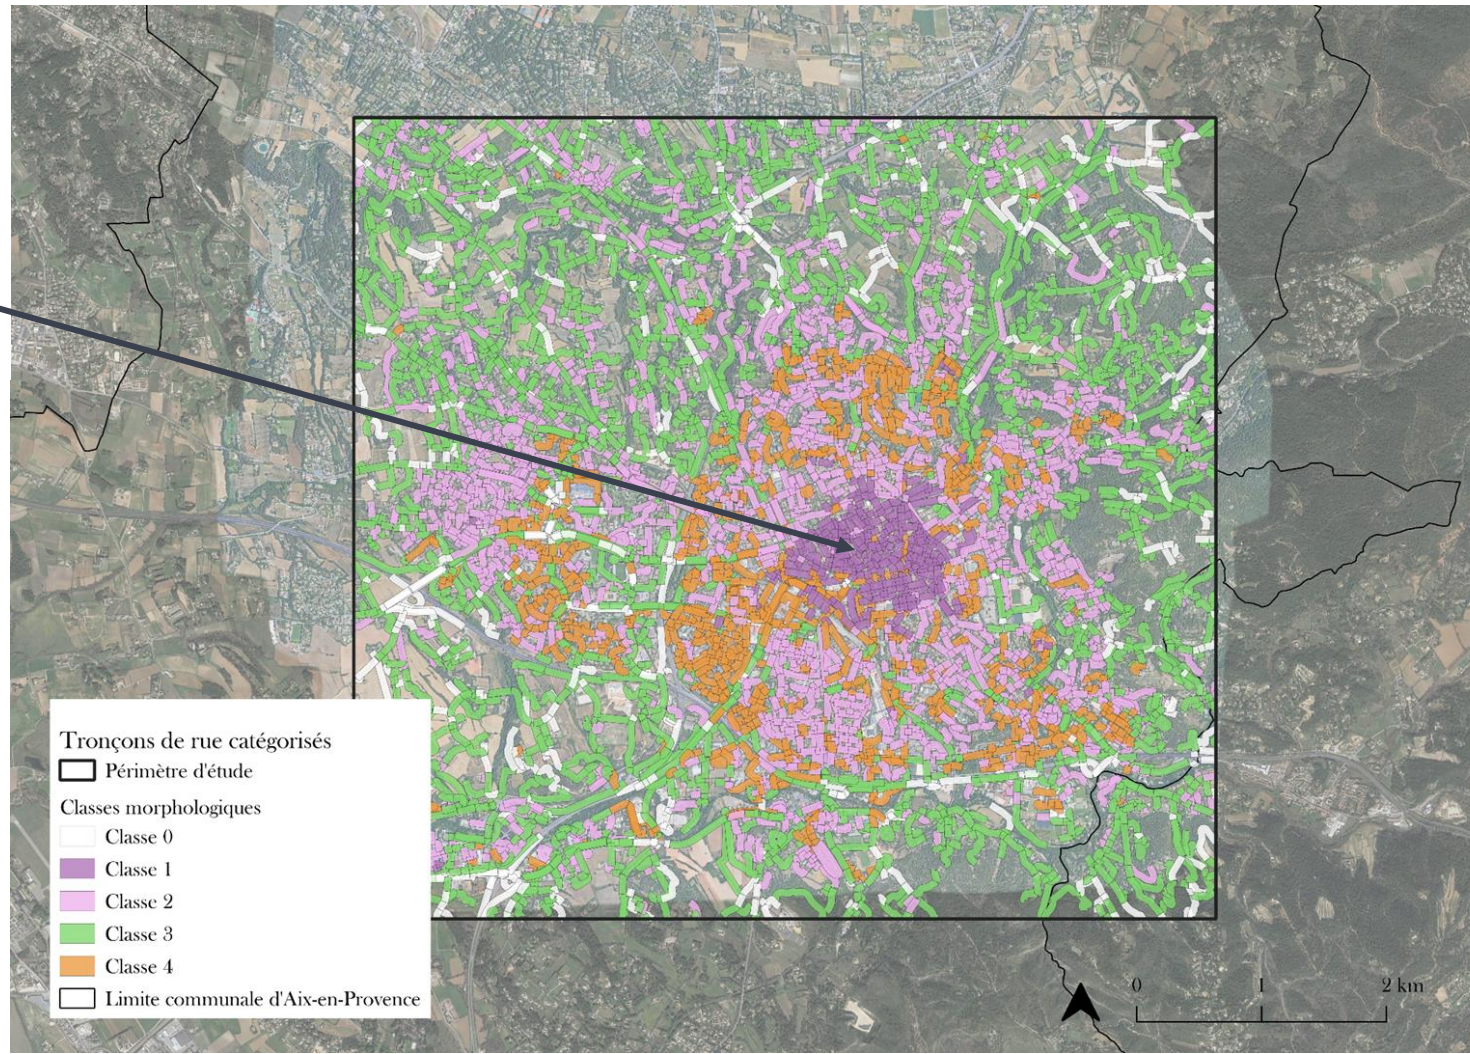 Tronçons de rue catégorisés
Périmètre d'étude
Classes morphologiques
Classe 0
Classe 1
Classe 2
Classe 3
Classe 4
Limite communale d'Aix-en-Provence
0 1 2 km